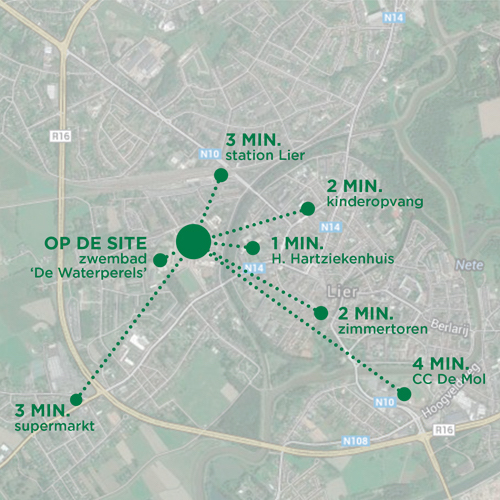 N14
R16
N10
3 MIN.
station Lier
2 MIN.
kinderopvang
N14
OP DE SITE
zwembad
'De Waterperels'
1 MIN.
H. Hartziekenhuis
N14
Nete
Lier
2 MIN.
zimmertoren
Berlarij
4 MIN.
CC De Mol
3 MIN.
supermarkt
N10
R16
N108